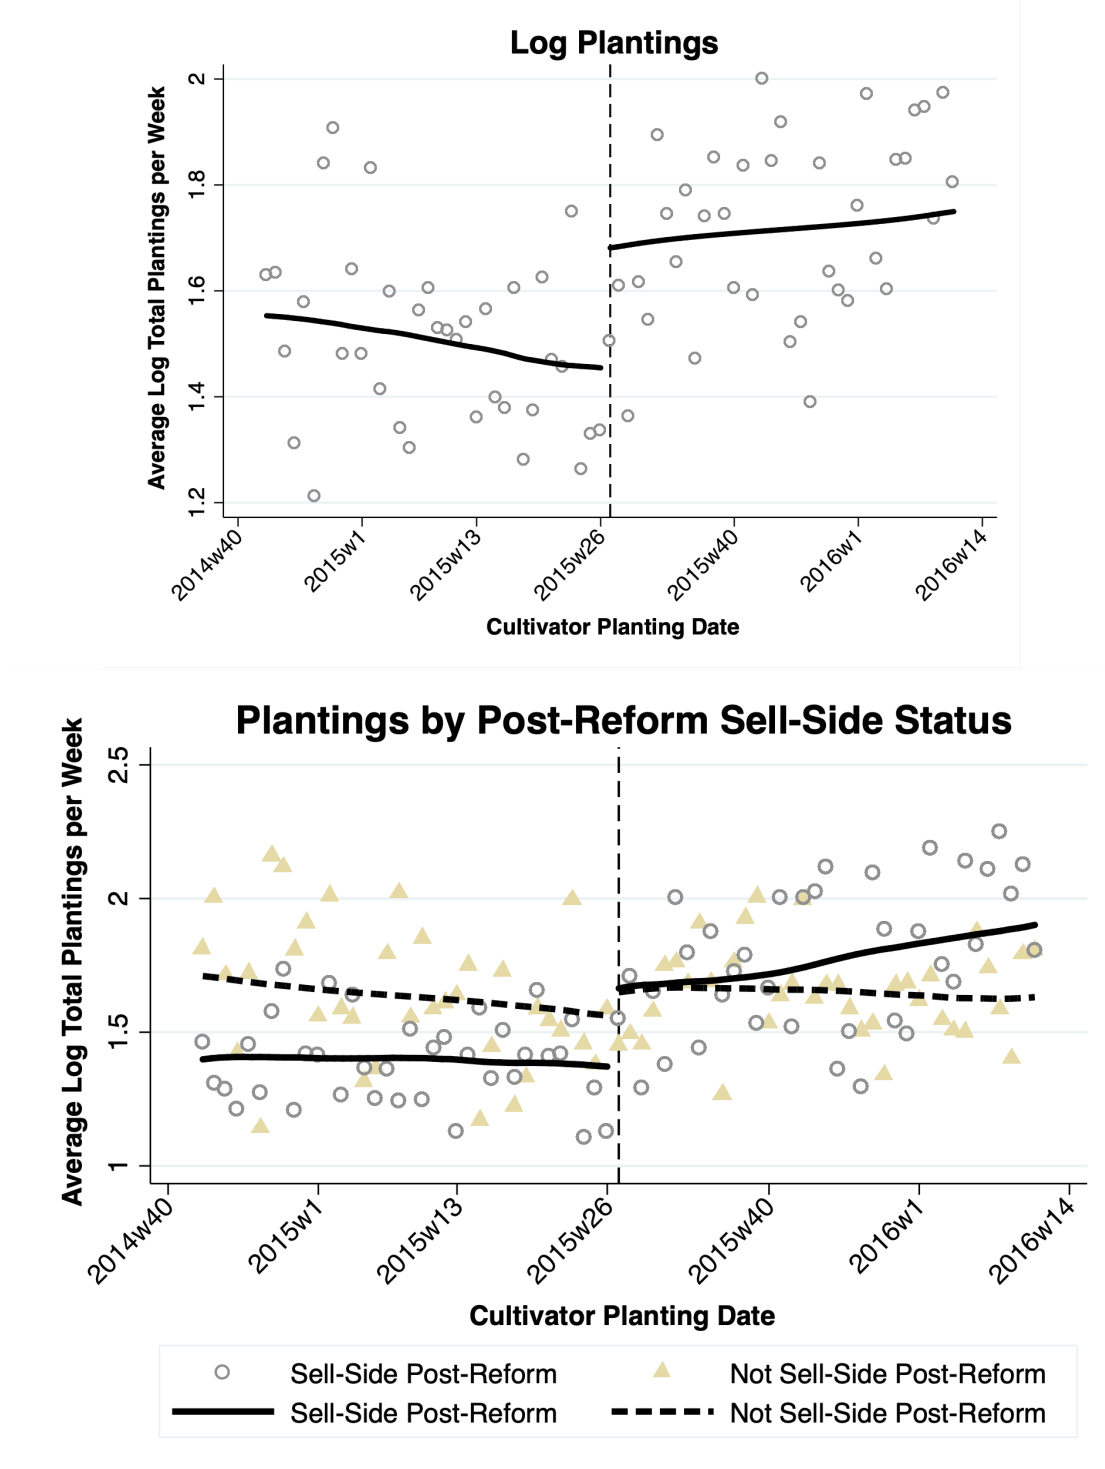 Log Plantings
Average Log Total Plantings per Week
2
1.8
1.6
1.4
1.2
2014w40
2015w1
2015w13
2015w26
2015w40
2016w1
2016w14
Cultivator Planting Date
Plantings by Post-Reform Sell-Side Status
Average Log Total Plantings per Week
2.5
2
1.5
1
2014w40
2015w1
2015w13
2015w26
2015w40
2016w1
2016w14
Cultivator Planting Date
Sell-Side Post-Reform
Not Sell-Side Post-Reform
Sell-Side Post-Reform
Not Sell-Side Post-Reform